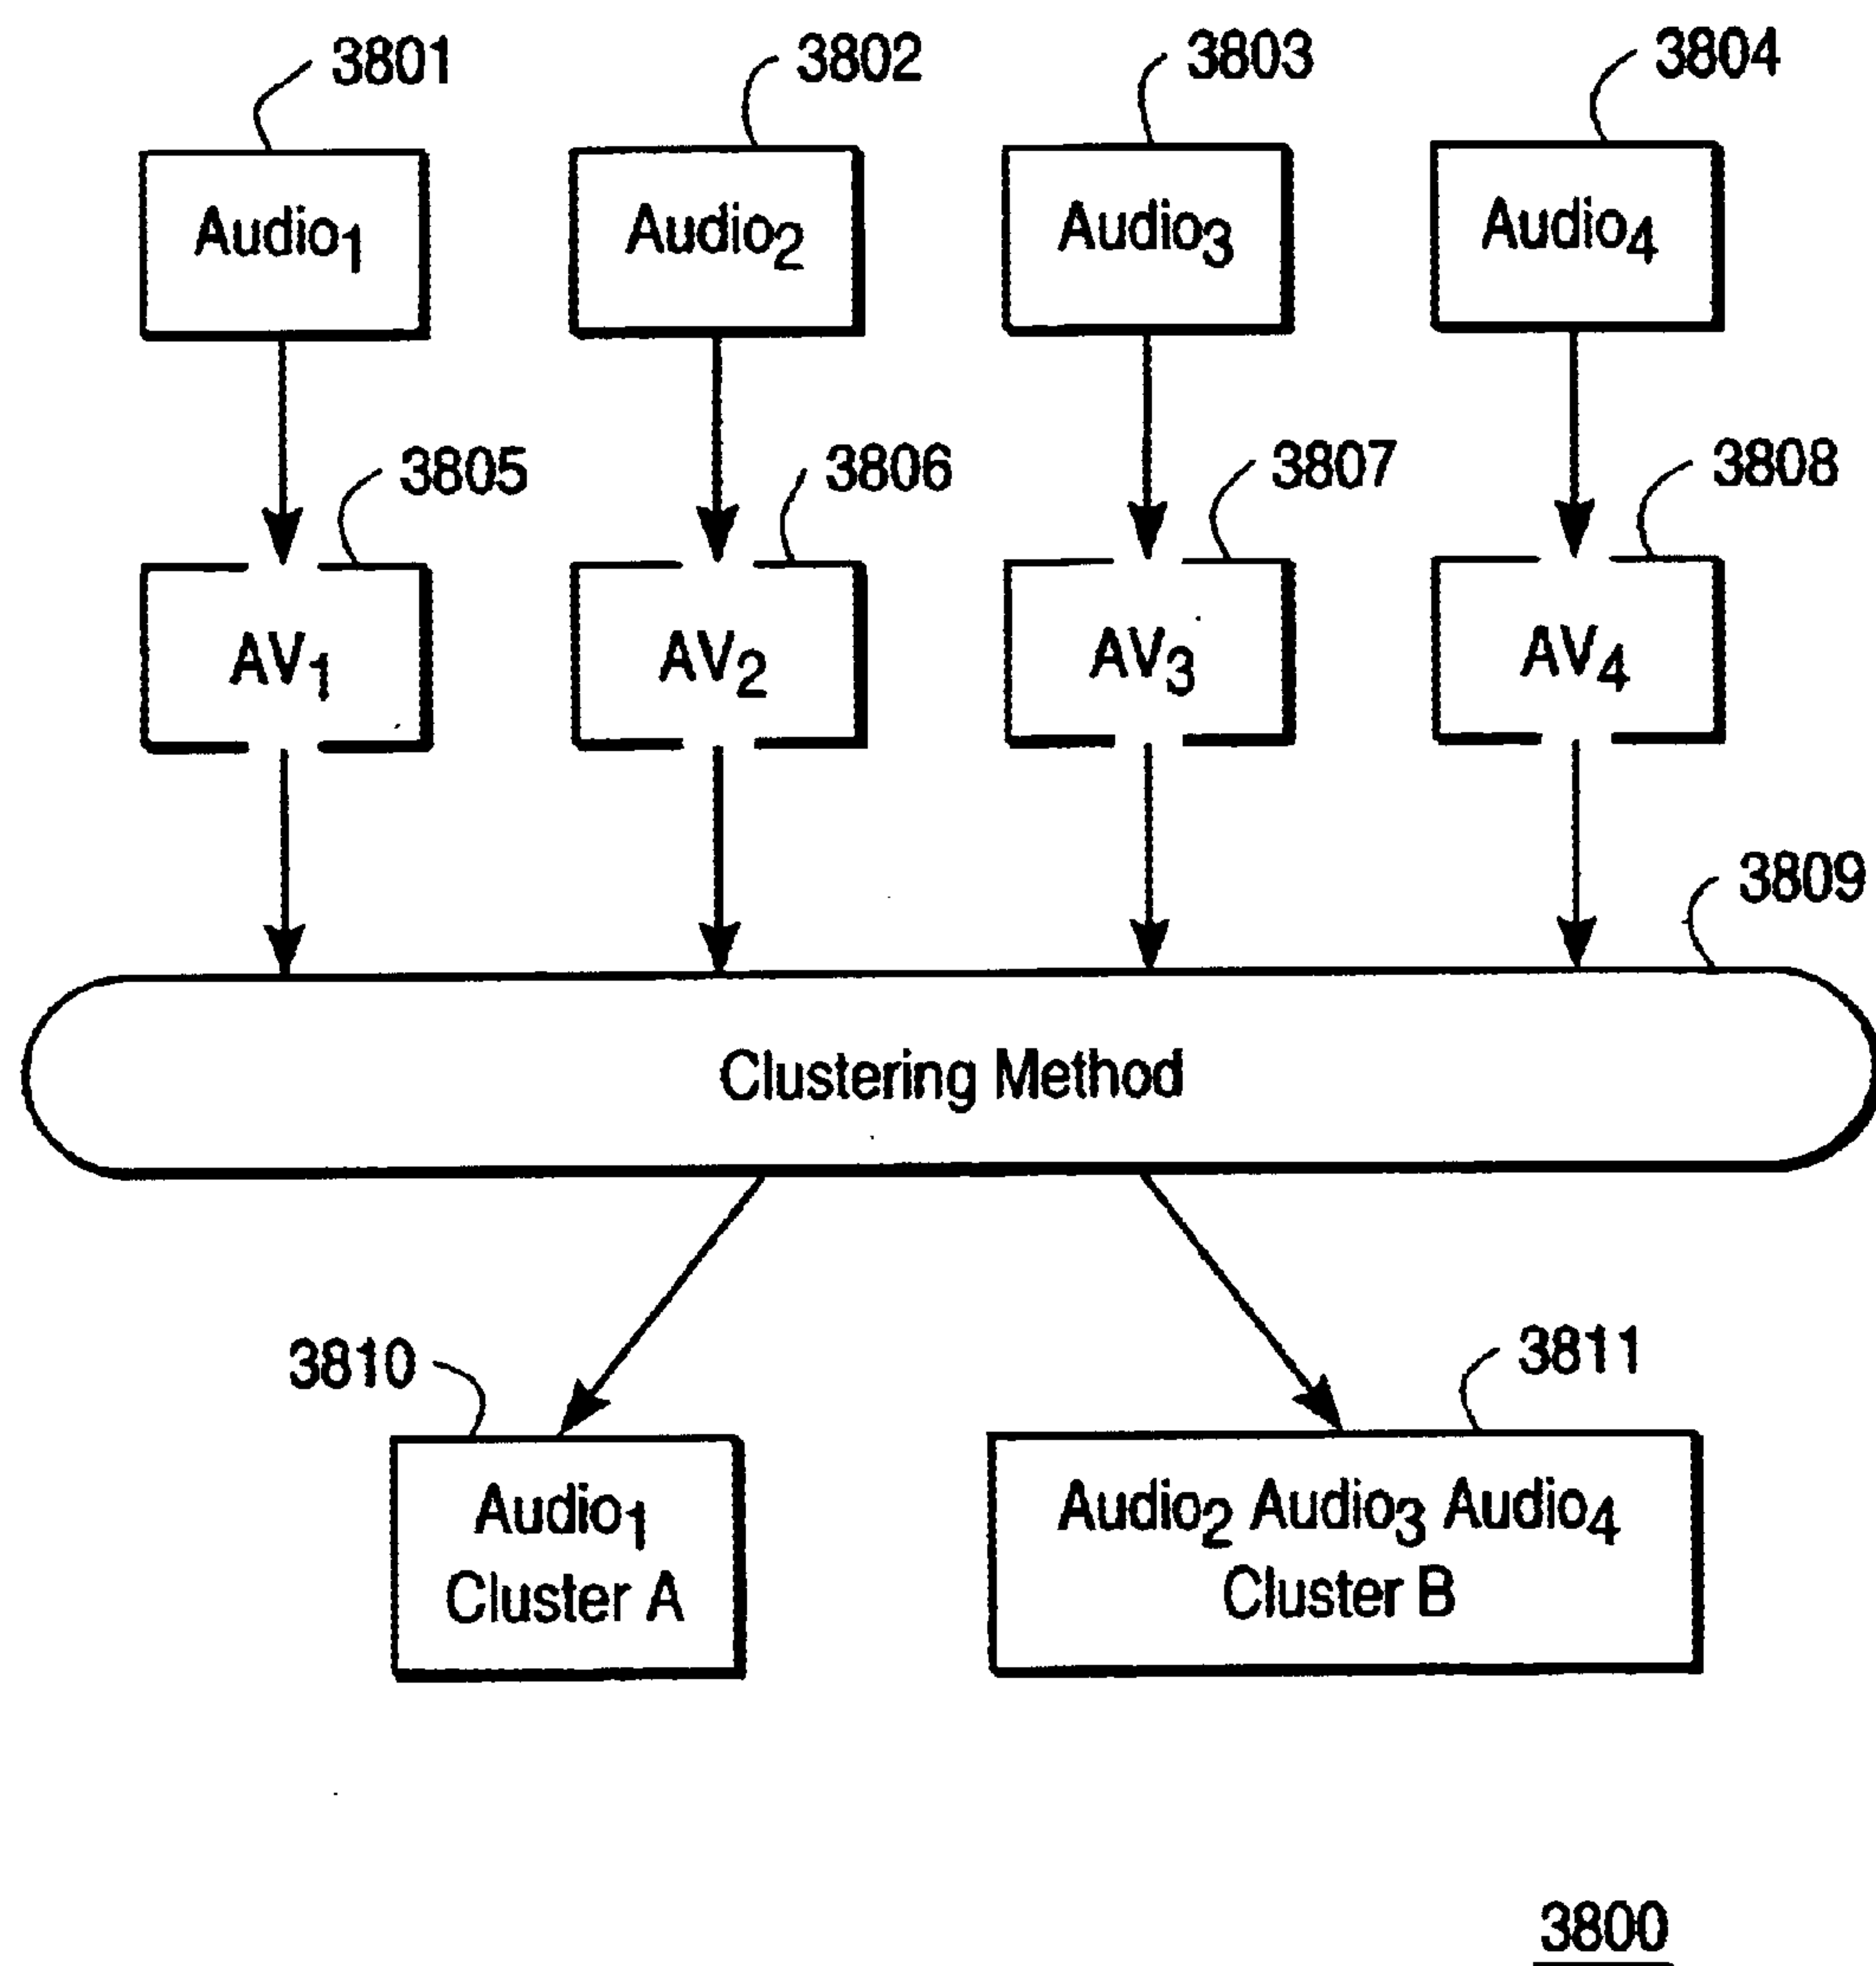 3801 3802 3803 3804
Audio1 Audio2 Audio3 Audio4
3805 3806 3807 3808
AV1 AV2 AV3 AV4
3809
Clustering Method
3810 3811
Audio1
Cluster A
Audio2 Audio3 Audio4
Cluster B
3800